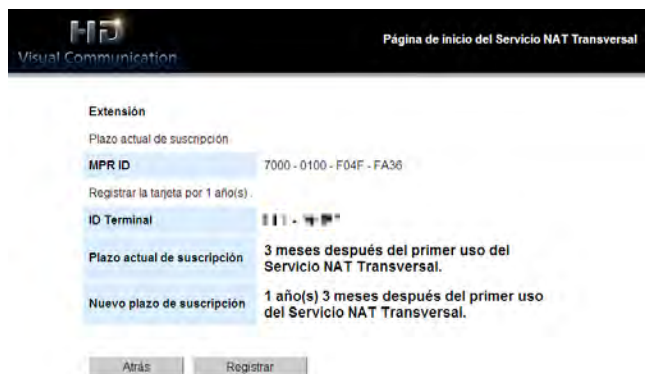 HD
Visual Communication
Página de inicio del Servicio NAT Transversal
Extensión
Plazo actual de suscripción
MPR ID 7000 - 0100 - F04F - FA36
Registrar la tarjeta por 1 año(s) .
ID Terminal
Plazo actual de suscripción 3 meses después del primer uso del
Servicio NAT Transversal.
Nuevo plazo de suscripción 1 año(s) 3 meses después del primer uso
del Servicio NAT Transversal.
Atrás Registrar